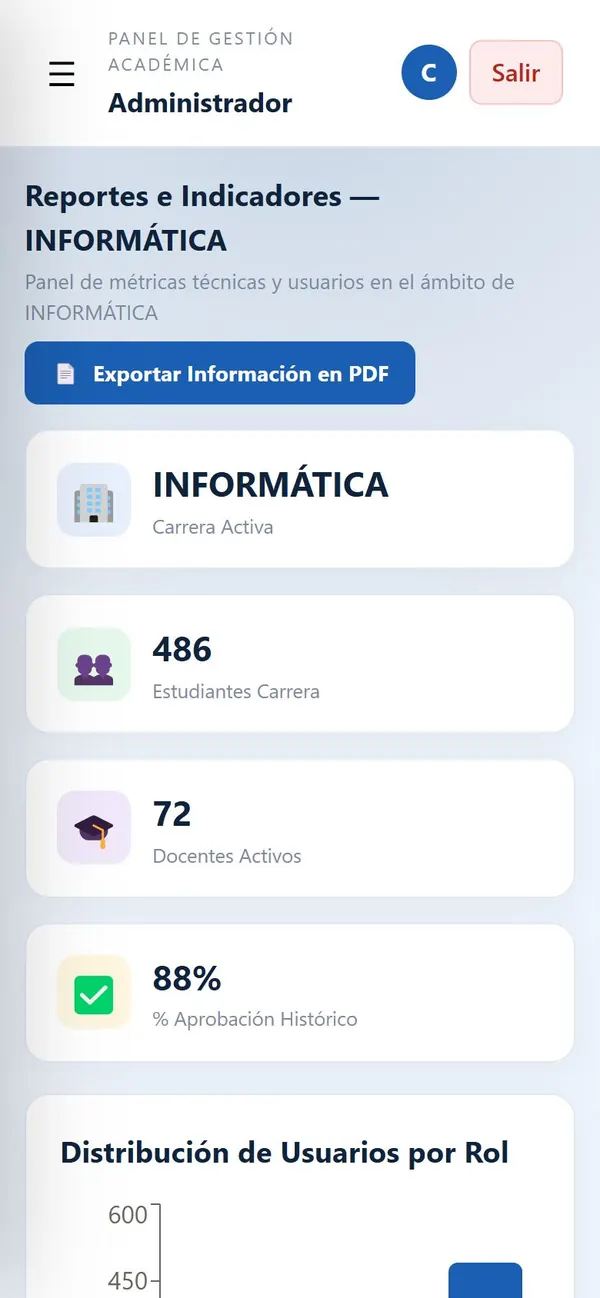 PANEL DE GESTIÓN
ACADÉMICA
Administrador
C
Salir
Reportes e Indicadores —
INFORMÁTICA
Panel de métricas técnicas y usuarios en el ámbito de
INFORMÁTICA
Exportar Información en PDF
INFORMÁTICA
Carrera Activa
486
Estudiantes Carrera
72
Docentes Activos
88%
% Aprobación Histórico
Distribución de Usuarios por Rol
600
450